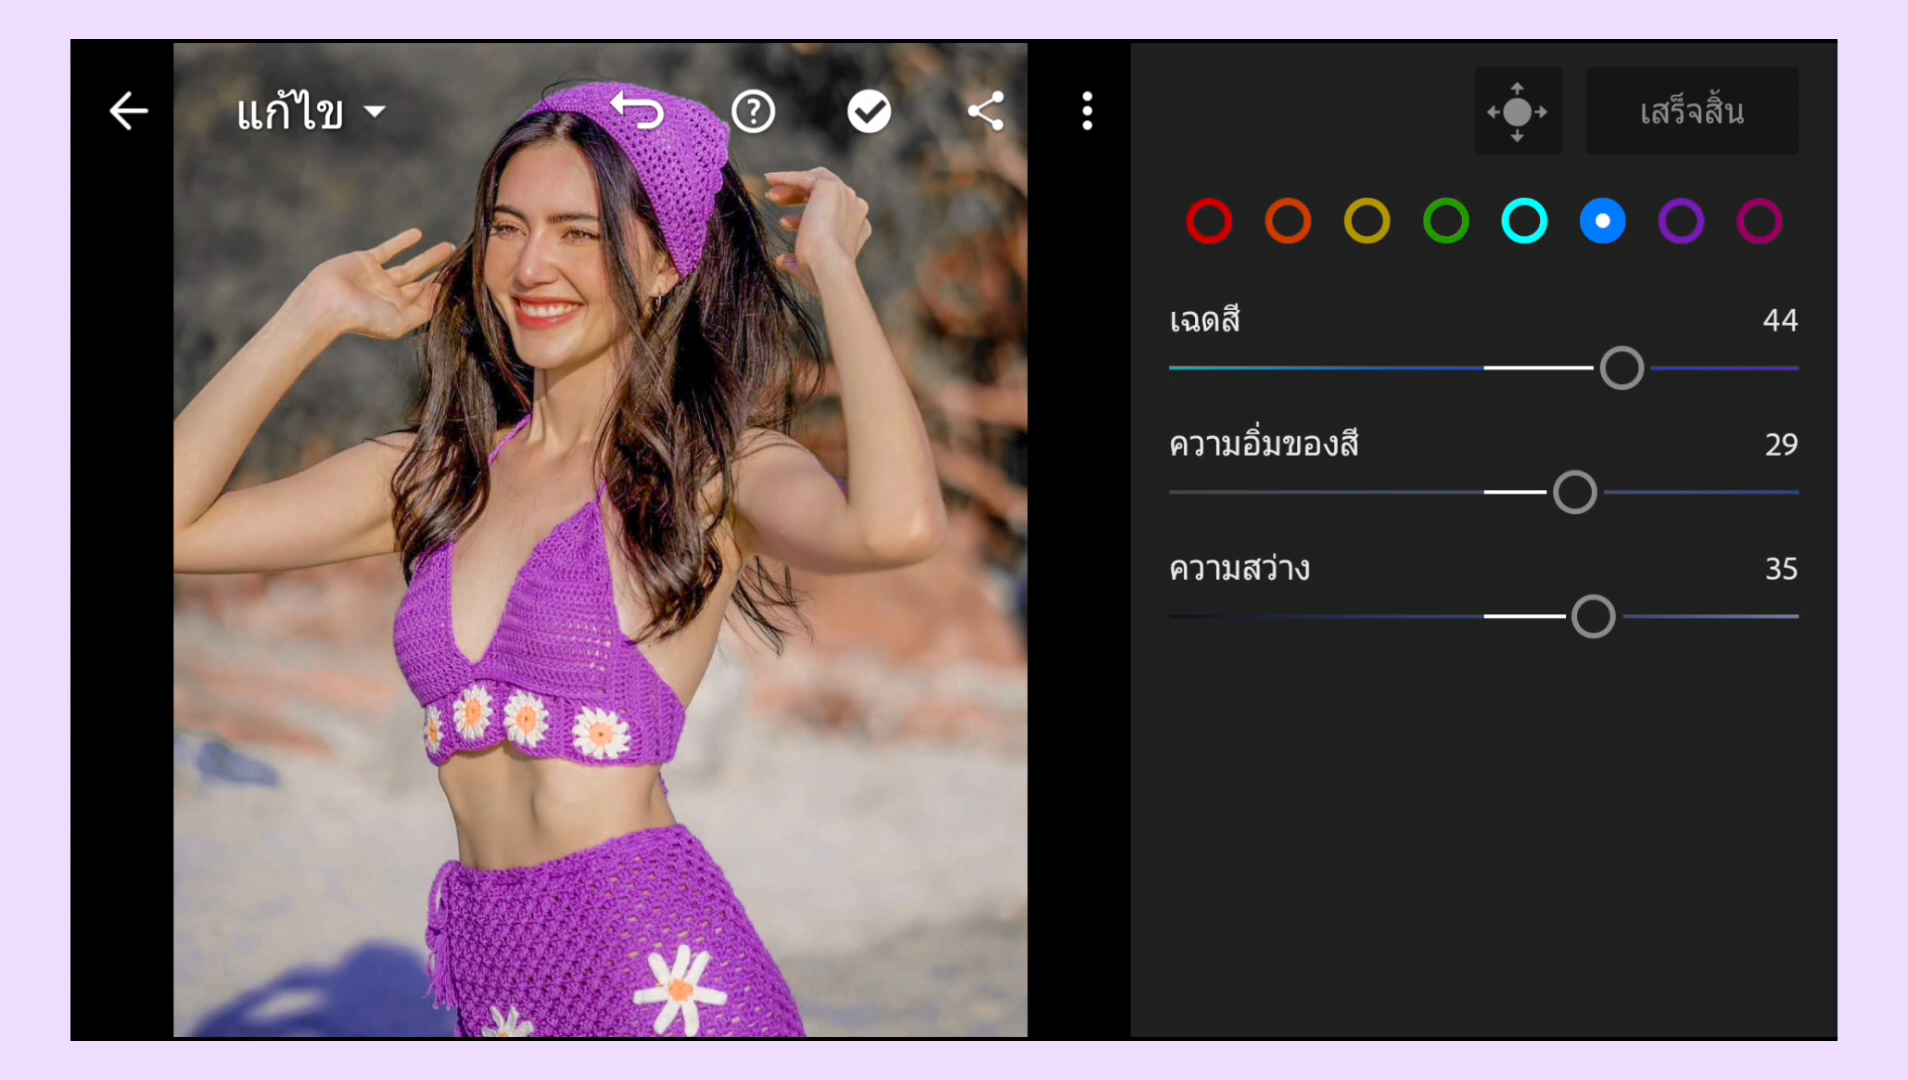 แก้ไข
เสร็จสิ้น
เฉดสี 44
ความอิ่มของสี 29
ความสว่าง 35